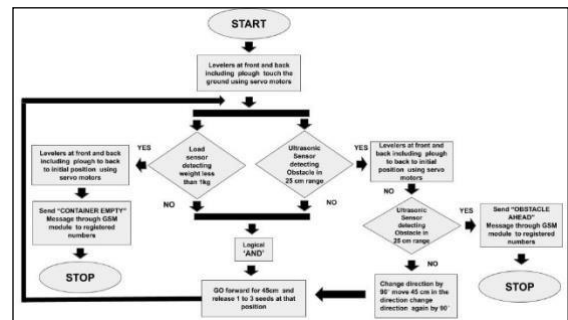 START
Levelers at front and back
including plough touch the
ground using servo motors
YES
Load
sensor
detecting
weight less
than 1kg
NO
Ultrasonic
Sensor
detecting
Obstacle in
25 cm range
YES
NO
Levelers at front and back
including plough to back
to initial position using
servo motors
Send "CONTAINER EMPTY"
Message through GSM
module to registered
numbers
STOP
Levelers at front and
back including plough to
back to initial position
using servo motors
NO
Ultrasonic
Sensor
detecting
Obstacle in
25 cm range
YES
NO
Send "OBSTACLE
AHEAD"
Message through GSM
module to registered
numbers
STOP
Logical
'AND'
GO forward for 45cm and
release 1 to 3 seeds at that
position
Change direction by
90° move 45 cm in the
direction change
direction again by 90°